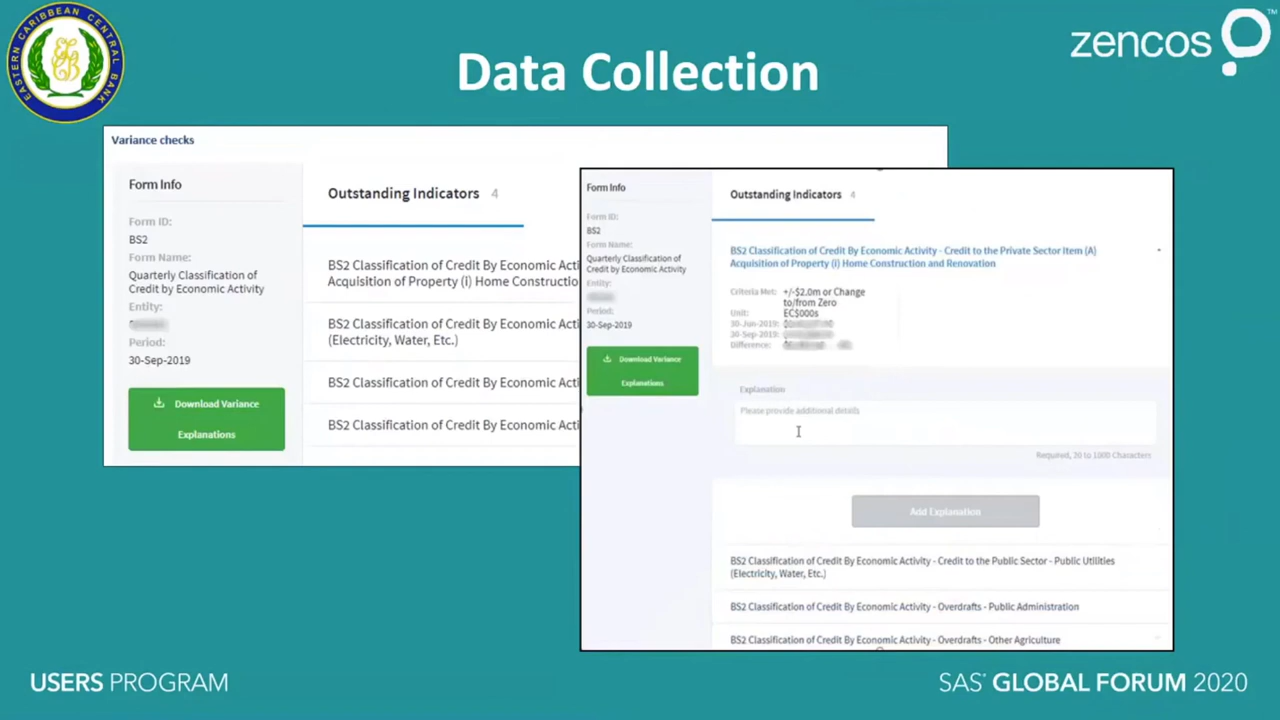 EASTERN CARIBBEAN CENTRAL BANK
zencos
TM
Data Collection
Variance checks
Form Info
Form ID:
BS2
Form Name:
Quarterly Classification of
Credit by Economic Activity
Entity:
Period:
30-Sep-2019
Download Variance
Explanations
Outstanding Indicators 4
BS2 Classification of Credit By Economic Acti
Acquisition of Property (I) Home Constructio
BS2 Classification of Credit By Economic Acti
(Electricity, Water, Etc.)
BS2 Classification of Credit By Economic Acti
BS2 Classification of Credit By Economic Acti
Form Info
Form ID:
BS2
Form Name:
Quarterly Classification of
Credit by Economic Activity
Entity:
Period:
30-Sep-2019
Download Variance
Explanations
Outstanding Indicators 4
BS2 Classification of Credit By Economic Activity - Credit to the Private Sector Item (A)
Acquisition of Property (I) Home Construction and Renovation
Criteria Met: +/-$2.0m or Change
to/from Zero
Unit: EC$000s
30-Jun-2019:
30-Sep-2019:
Difference:
Explanation
Please provide additional details
Required, 20 to 1000 Characters
Add Explanation
BS2 Classification of Credit By Economic Activity - Credit to the Public Sector - Public Utilities
(Electricity, Water, Etc.)
BS2 Classification of Credit By Economic Activity - Overdrafts - Public Administration
BS2 Classification of Credit By Economic Activity - Overdrafts - Other Agriculture
USERS PROGRAM
SAS® GLOBAL FORUM 2020